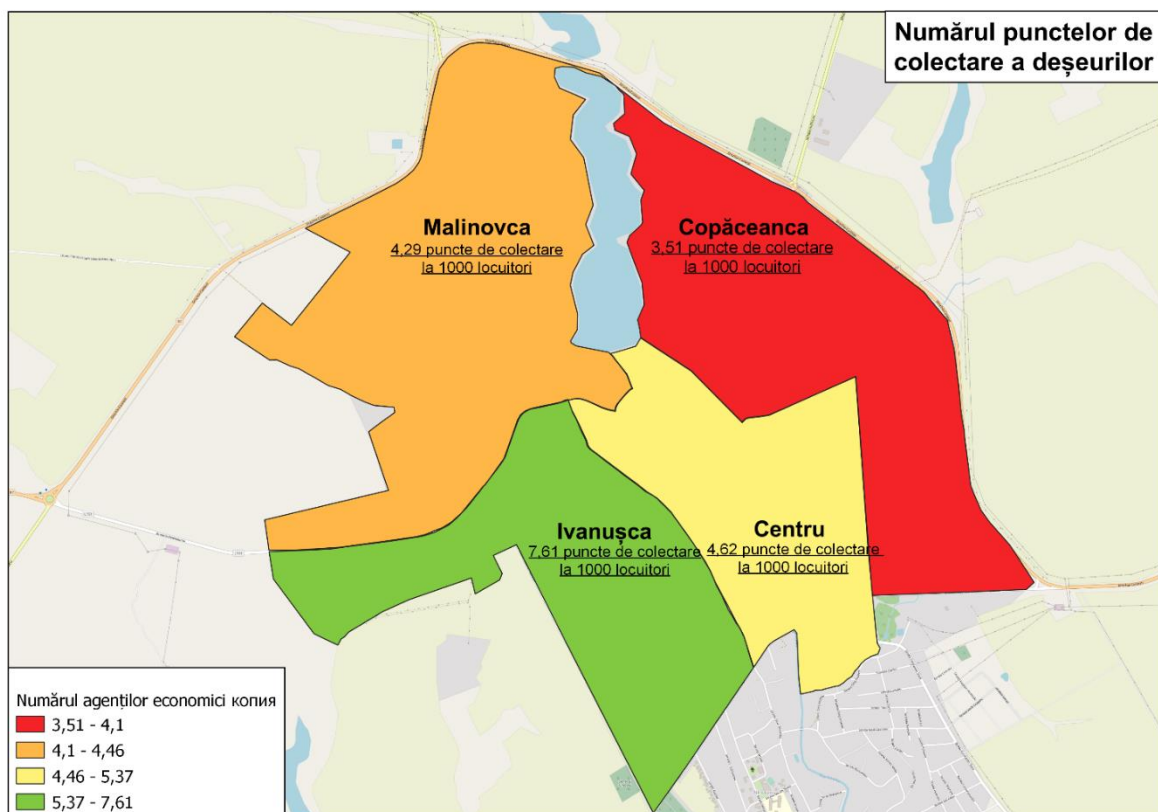 Numărul punctelor de
colectare a deșeurilor
Malinovca
4,29 puncte de colectare
la 1000 locuitori
Copăceanca
3,51 puncte de colectare
la 1000 locuitori
Ivanușca
7,61 puncte de colectare
la 1000 locuitori
Centru
4,62 puncte de colectare
la 1000 locuitori
Numărul agenților economici копия
3,51 - 4,1
4,1 - 4,46
4,46 - 5,37
5,37 - 7,61